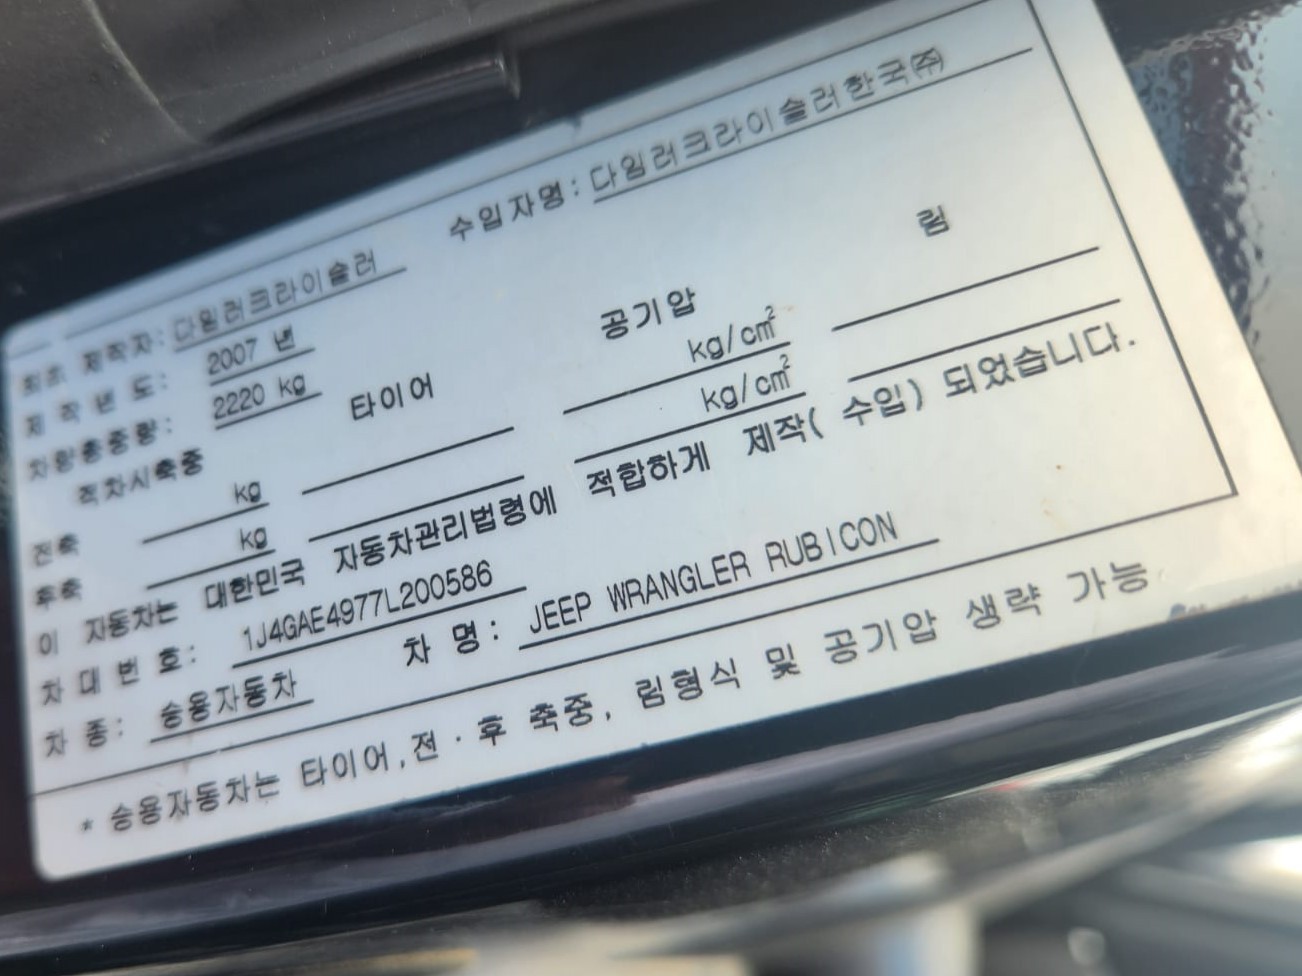 최초 제작자: 다임러크라이슬러 수입자명: 다임러크라이슬러한국㈜
제 작 년 도: 2007 년
차량총중량: 2220 kg 타이어 공기압 림
적차시축중
전축 kg kg/cm² 
후축 kg kg/cm²
이 자동차는 대한민국 자동차관리법령에 적합하게 제작( 수입) 되었습니다.
차 대 번 호: 1J4GAE4977L200586
차 종: 승용자동차 차 명: JEEP WRANGLER RUBICON
* 승용자동차는 타이어,전·후 축중, 림형식 및 공기압 생략 가능